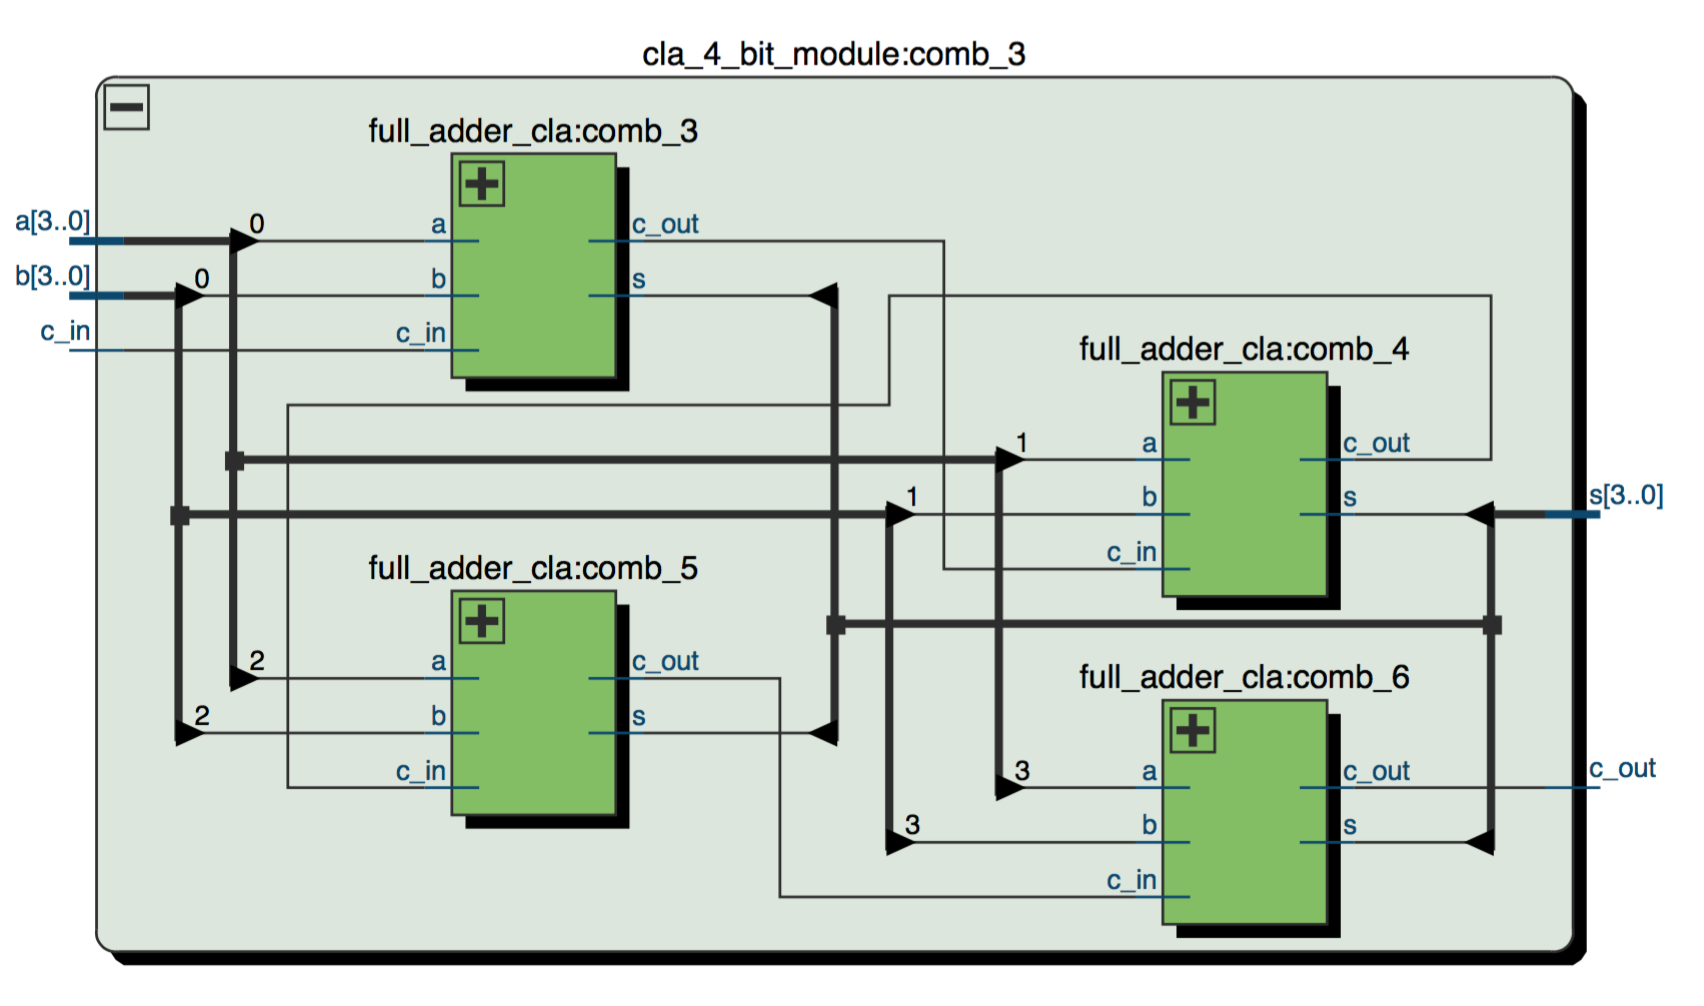 cla_4_bit_module:comb_3
full_adder_cla:comb_3
a[3..0]
0
a
c_out
b[3..0]
0
b
s
c_in
c_in
full_adder_cla:comb_4
1
a
c_out
1
b
s
s[3..0]
c_in
full_adder_cla:comb_5
2
a
c_out
2
b
s
c_in
full_adder_cla:comb_6
3
a
c_out
c_out
3
b
s
c_in